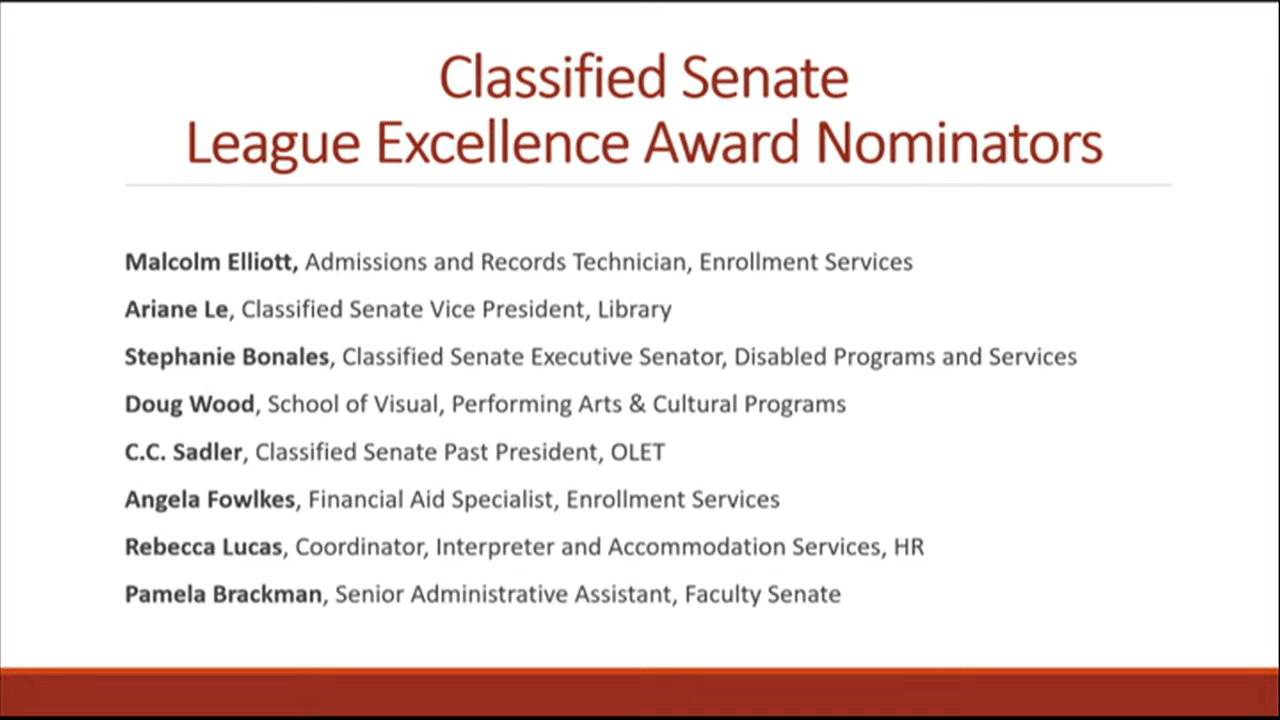 Classified Senate
League Excellence Award Nominators
Malcolm Elliott, Admissions and Records Technician, Enrollment Services
Ariane Le, Classified Senate Vice President, Library
Stephanie Bonales, Classified Senate Executive Senator, Disabled Programs and Services
Doug Wood, School of Visual, Performing Arts & Cultural Programs
C.C. Sadler, Classified Senate Past President, OLET
Angela Fowlkes, Financial Aid Specialist, Enrollment Services
Rebecca Lucas, Coordinator, Interpreter and Accommodation Services, HR
Pamela Brackman, Senior Administrative Assistant, Faculty Senate